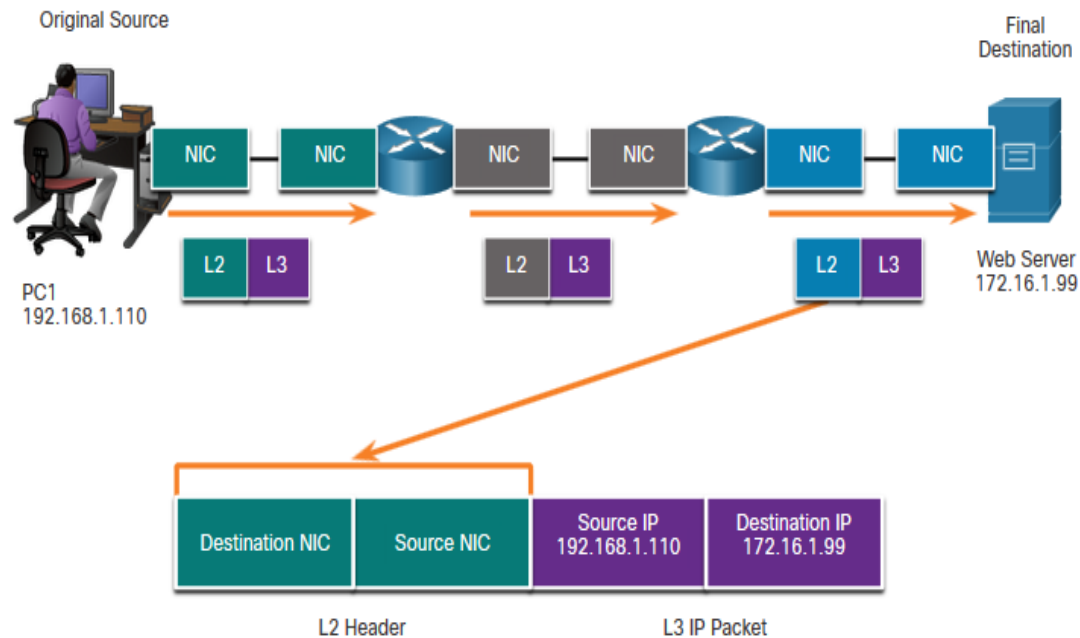 Original Source
Final
Destination
NIC
NIC
NIC
NIC
NIC
NIC
L2
L3
L2
L3
L2
L3
PC1
192.168.1.110
Web Server
172.16.1.99
Destination NIC
Source NIC
Source IP
192.168.1.110
Destination IP
172.16.1.99
L2 Header
L3 IP Packet